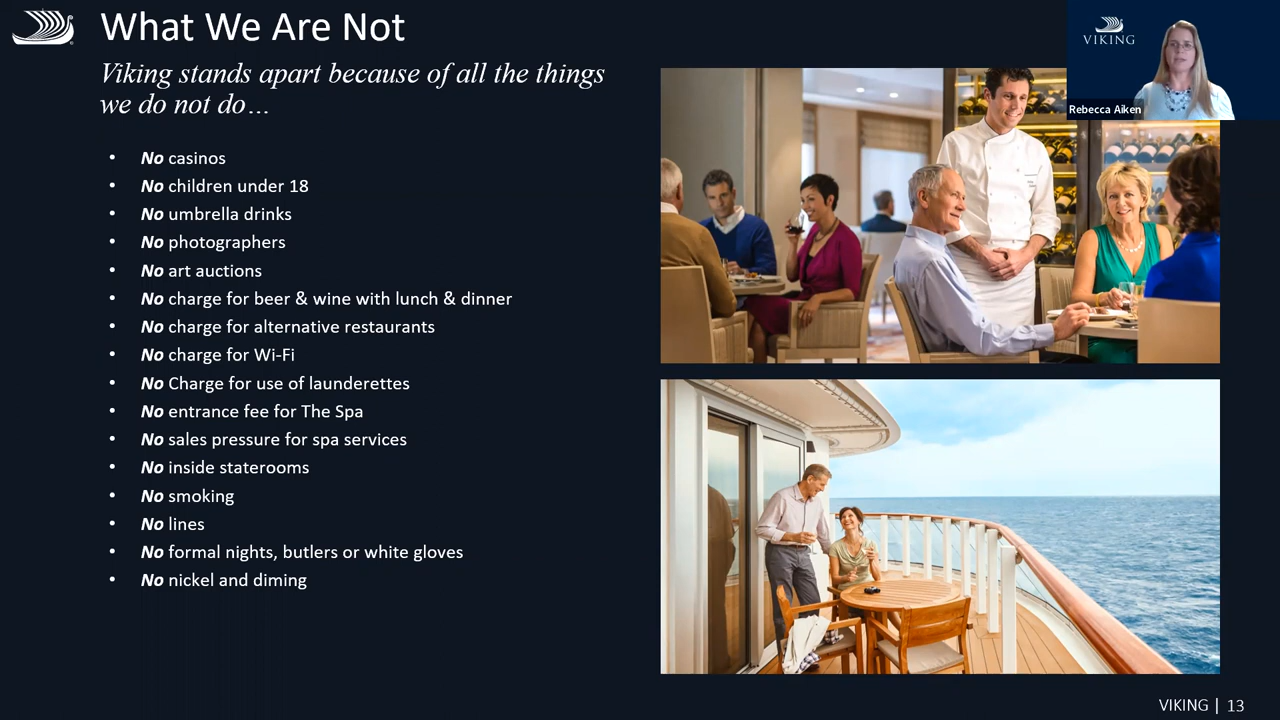 What We Are Not
Viking stands apart because of all the things
we do not do…
• No casinos
• No children under 18
• No umbrella drinks
• No photographers
• No art auctions
• No charge for beer & wine with lunch & dinner
• No charge for alternative restaurants
• No charge for Wi-Fi
• No Charge for use of launderettes
• No entrance fee for The Spa
• No sales pressure for spa services
• No inside staterooms
• No smoking
• No lines
• No formal nights, butlers or white gloves
• No nickel and diming
VIKING
Rebecca Aiken
VIKING | 13